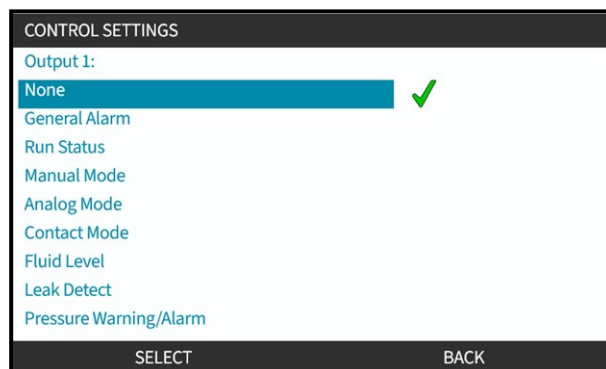 CONTROL SETTINGS
Output 1:
None
General Alarm
Run Status
Manual Mode
Analog Mode
Contact Mode
Fluid Level
Leak Detect
Pressure Warning/Alarm
SELECT BACK